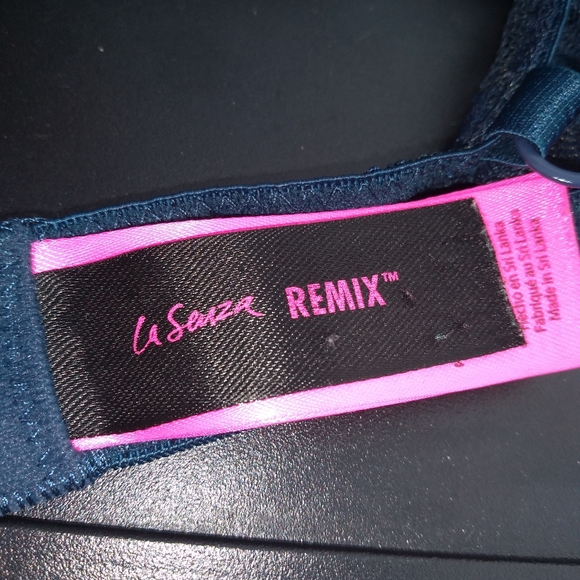 La Senza REMIX™
Hecho en Sri Lanka
Fabriqué au Sri Lanka
Made in Sri Lanka